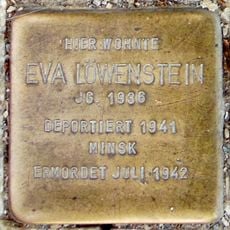 HIER WOHNTE
EVA LÖWENSTEIN
JG. 1936
DEPORTIERT 1941
MINSK
ERMORDET JULI 1942